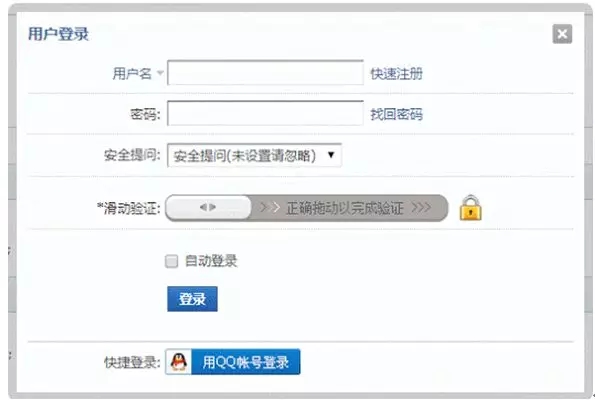 用户登录
用户名 快速注册
密码: 找回密码
安全提问: 安全提问(未设置请忽略)
*滑动验证: >>> 正确拖动以完成验证 >>>
自动登录
登录
快捷登录: 用QQ帐号登录